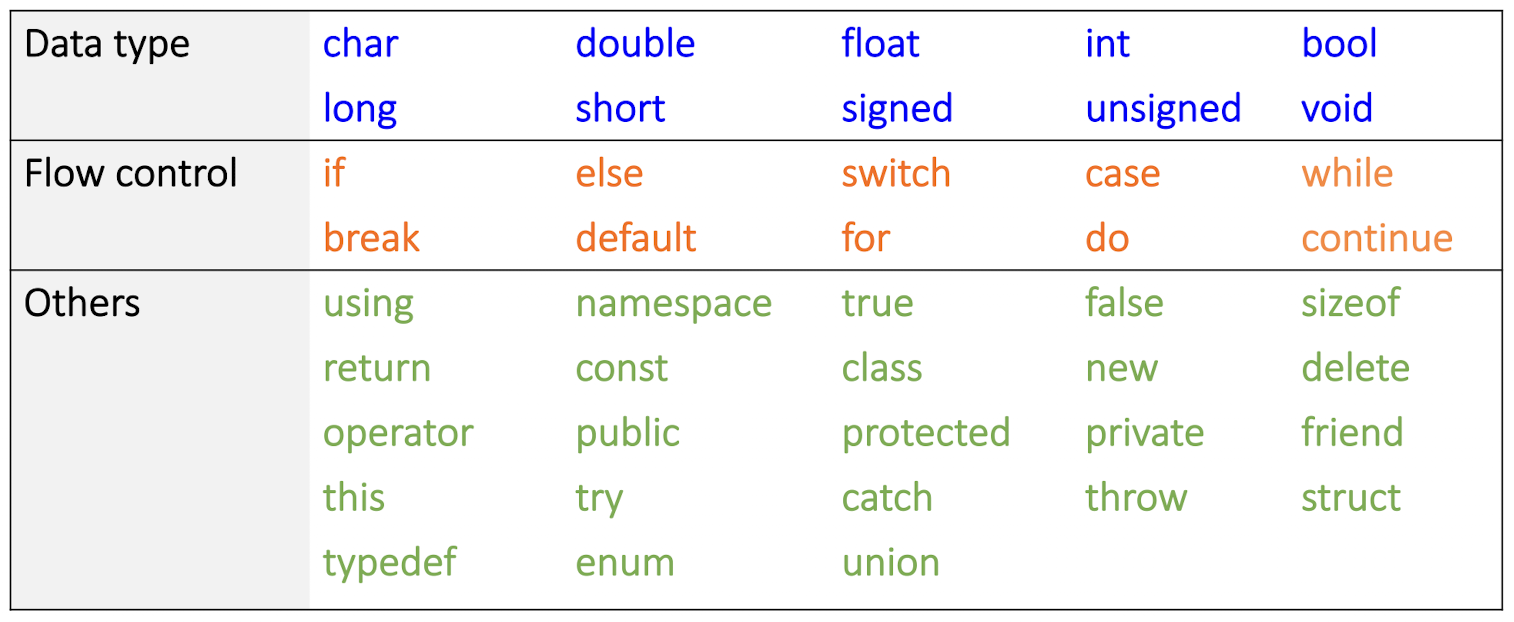 Data type char double float int bool
long short signed unsigned void
Flow control if else switch case while
break default for do continue
Others using namespace true false sizeof
return const class new delete
operator public protected private friend
this try catch throw struct
typedef enum union